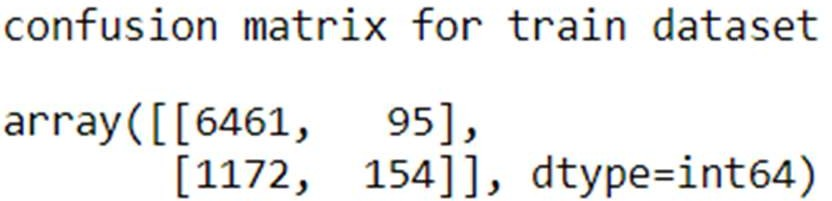 confusion matrix for train dataset
array([[6461,   95],
       [1172,  154]], dtype=int64)